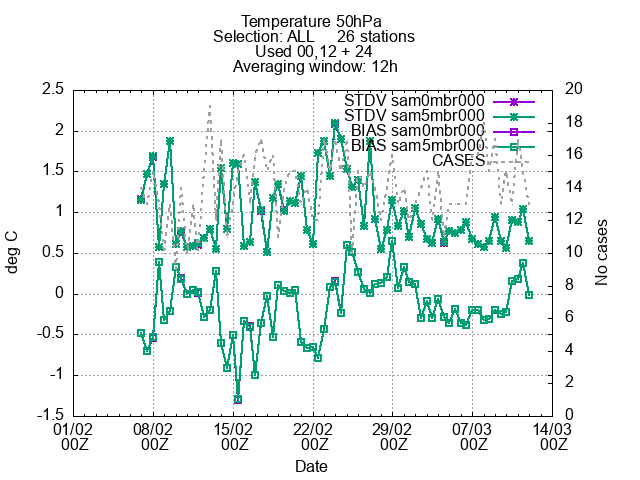 Temperature 50hPa
Selection: ALL 26 stations
Used 00,12 + 24
Averaging window: 12h
STDV sam0mbr000
STDV sam5mbr000
BIAS sam0mbr000
BIAS sam5mbr000
CASES
2.5
2
1.5
1
0.5
0
-0.5
-1
-1.5
deg C
20
18
16
14
12
10
8
6
4
2
0
No cases
01/02 08/02 15/02 22/02 29/02 07/03 14/03
00Z 00Z 00Z 00Z 00Z 00Z 00Z
Date